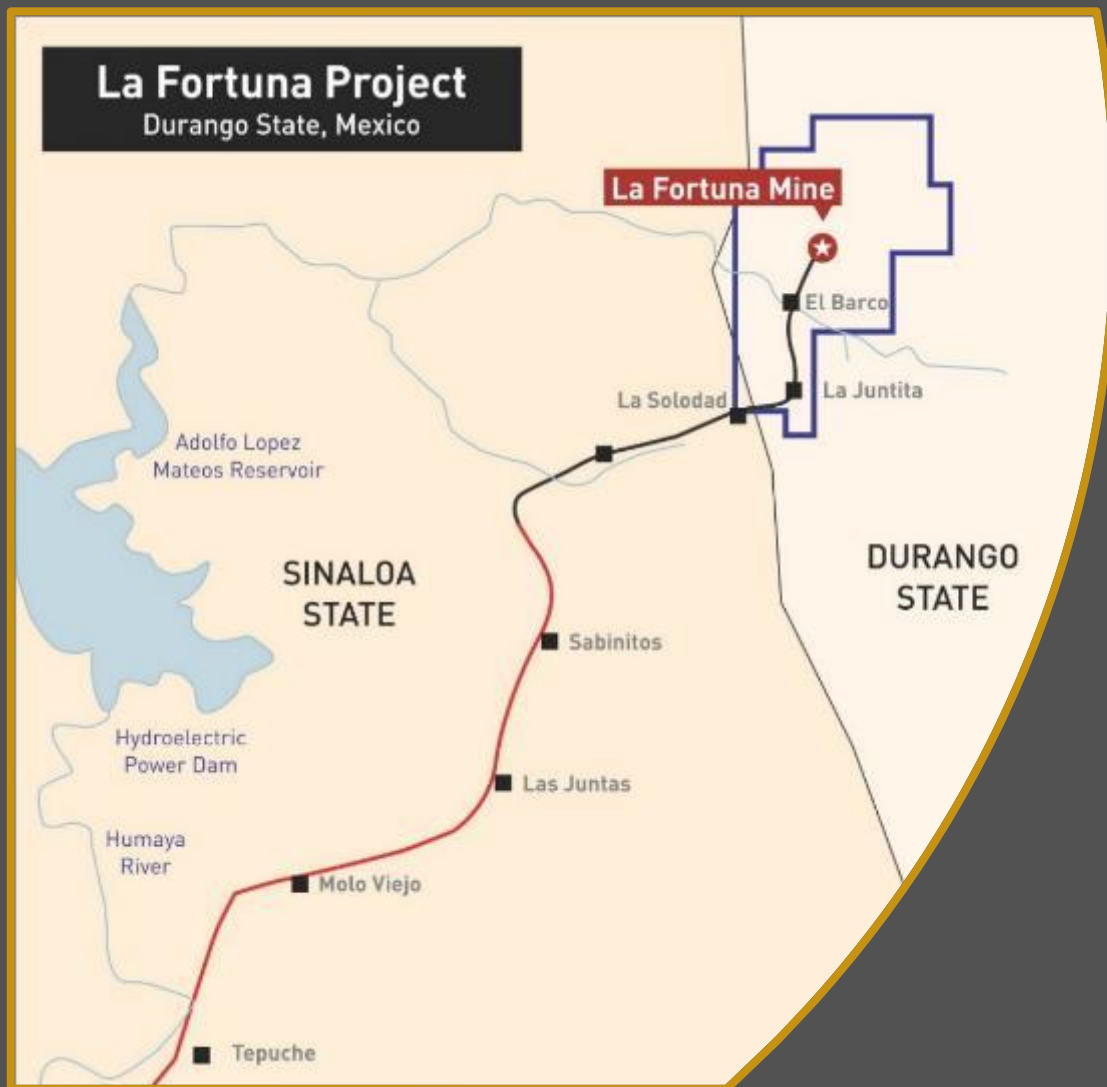 La Fortuna Project
Durango State, Mexico
La Fortuna Mine
El Barco
La Juntita
La Solodad
Adolfo Lopez
Mateos Reservoir
SINALOA
STATE
DURANGO
STATE
Sabinitos
Hydroelectric
Power Dam
Las Juntas
Humaya
River
Molo Viejo
Tepuche